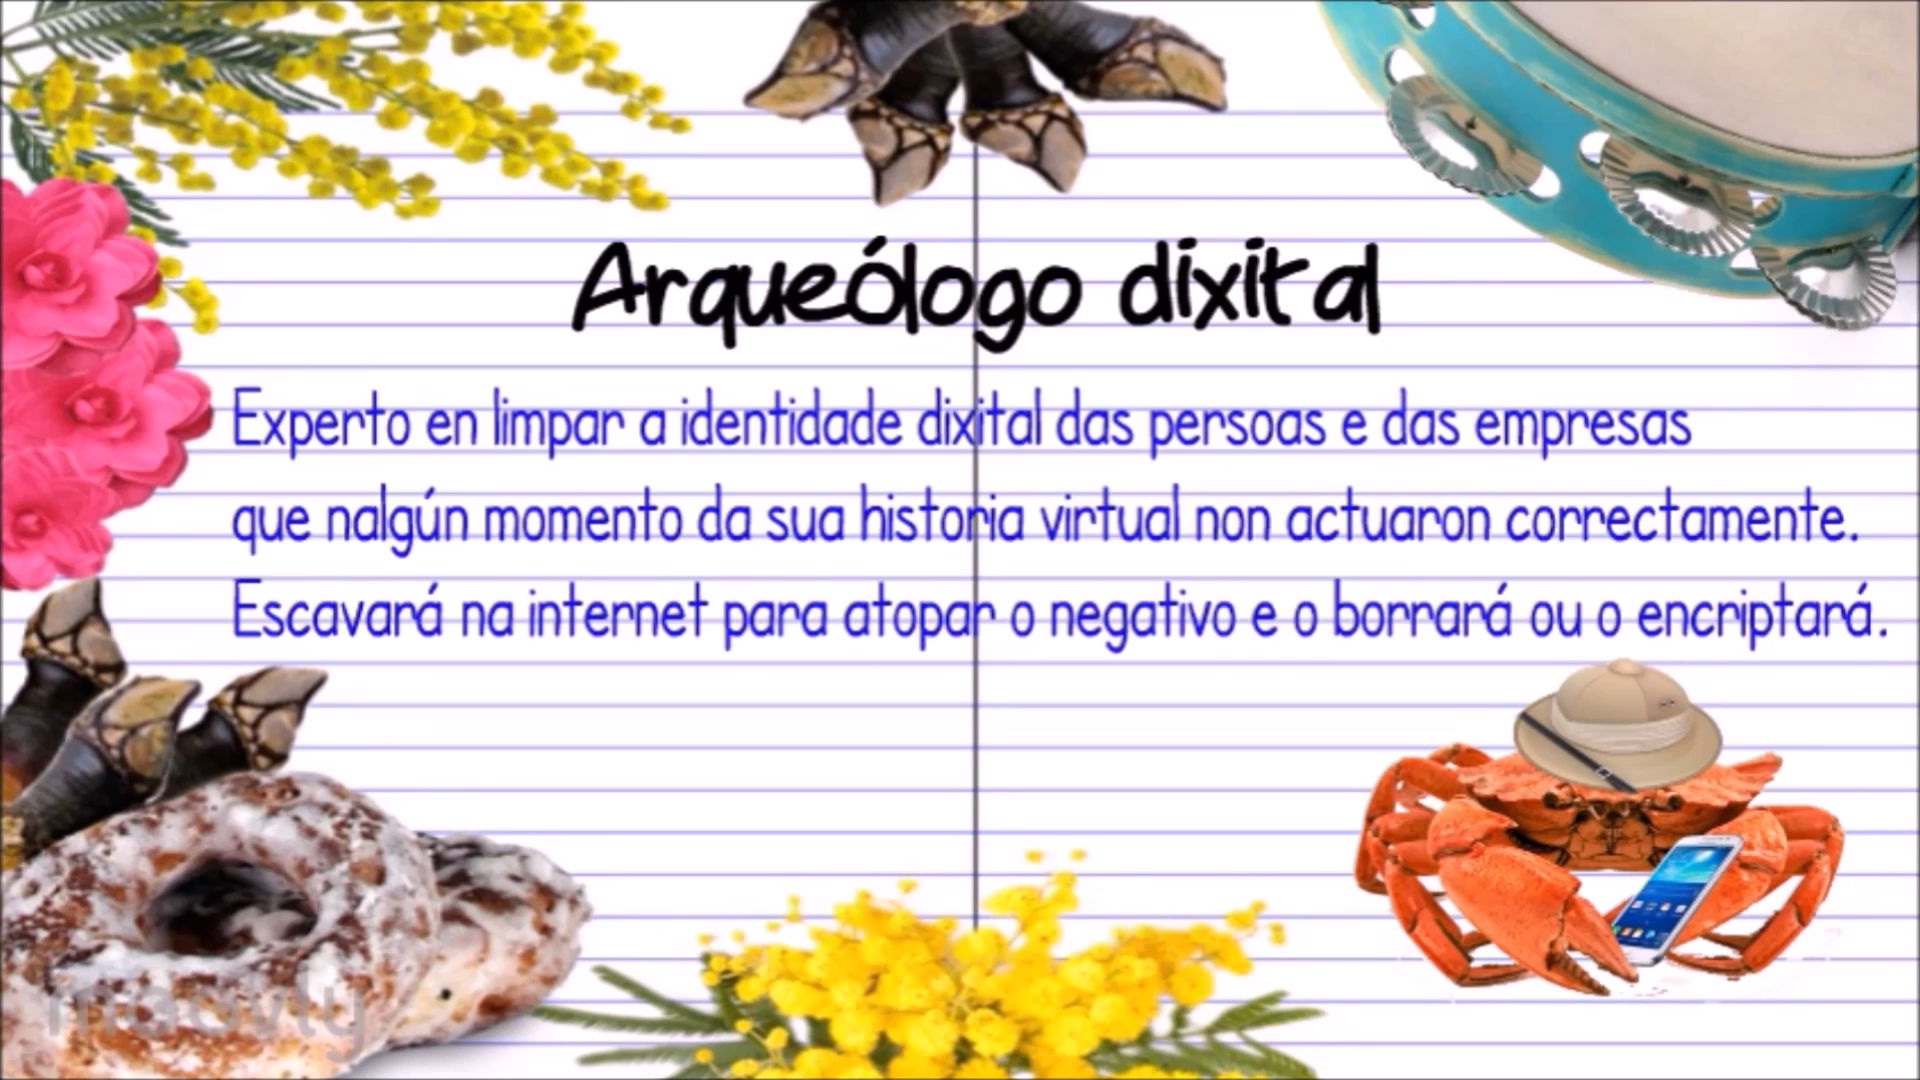 Arqueólogo dixital
Experto en limpar a identidade dixital das persoas e das empresas
que nalgún momento da sua historia virtual non actuaron correctamente.
Escavará na internet para atopar o negativo e o borrará ou o encriptará.
moovly